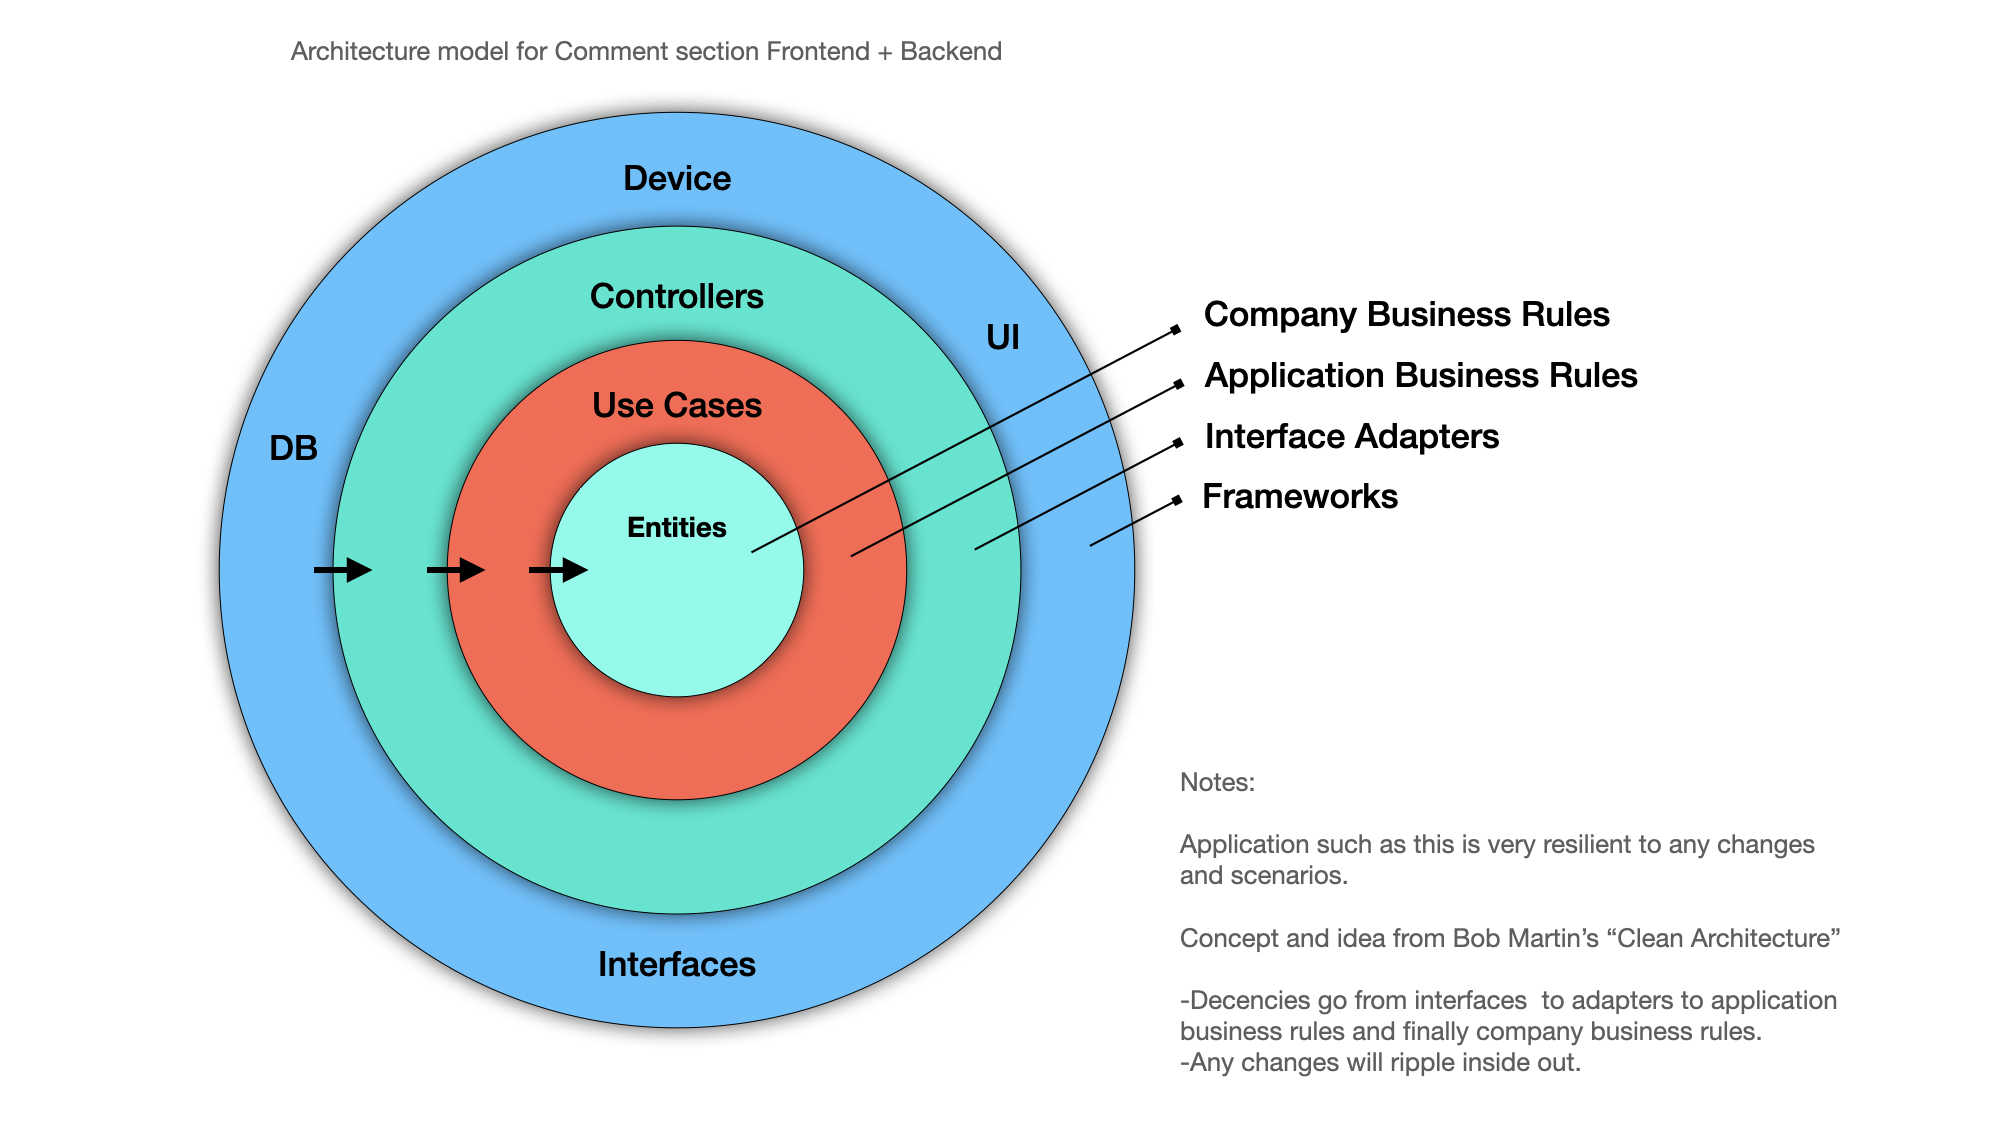 Architecture model for Comment section Frontend + Backend
Device
Controllers
UI
Use Cases
DB
Entities
Interfaces
Company Business Rules
Application Business Rules
Interface Adapters
Frameworks
Notes:
Application such as this is very resilient to any changes
and scenarios.
Concept and idea from Bob Martin’s “Clean Architecture”
-Decencies go from interfaces  to adapters to application
business rules and finally company business rules.
-Any changes will ripple inside out.